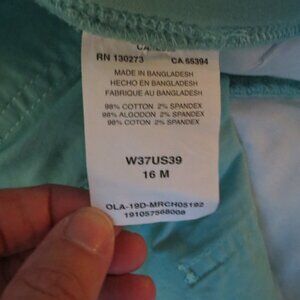 RN 130273 CA 65394
MADE IN BANGLADESH
HECHO EN BANGLADESH
FABRIQUE AU BANGLADESH
98% COTTON 2% SPANDEX
98% ALGODON 2% SPANDEX
98% COTON 2% SPANDEX
W37US39
16 M
OLA-19D-MRCH05192
191057568008